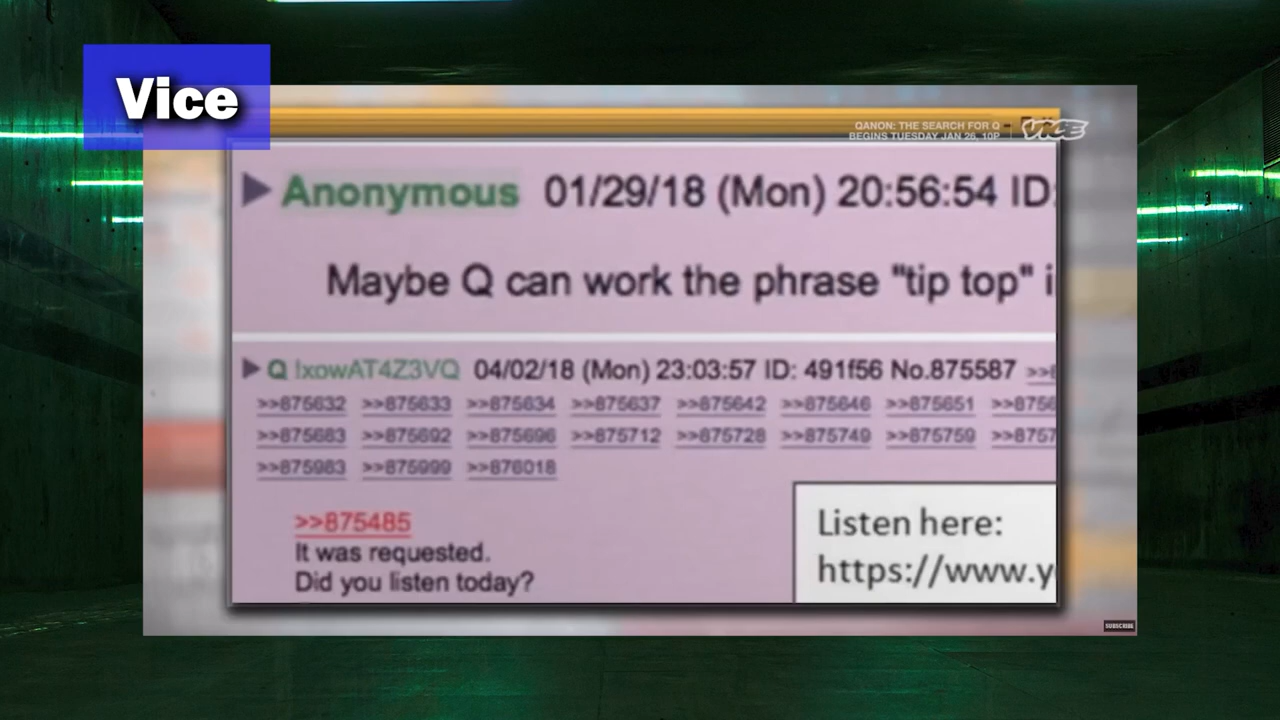 Vice
QANON: THE SEARCH FOR Q
BEGINS TUESDAY JAN 26, 10P
VICE
Anonymous 01/29/18 (Mon) 20:56:54 ID:
Maybe Q can work the phrase "tip top" i
Q !xowAT4Z3VQ 04/02/18 (Mon) 23:03:57 ID: 491f56 No.875587 >>8
>>875632 >>875633 >>875634 >>875637 >>875642 >>875646 >>875651 >>8756
>>875683 >>875692 >>875696 >>875712 >>875728 >>875749 >>875759 >>8757
>>875983 >>875999 >>876018
>>875485
It was requested.
Did you listen today?
Listen here:
https://www.y
SUBSCRIBE